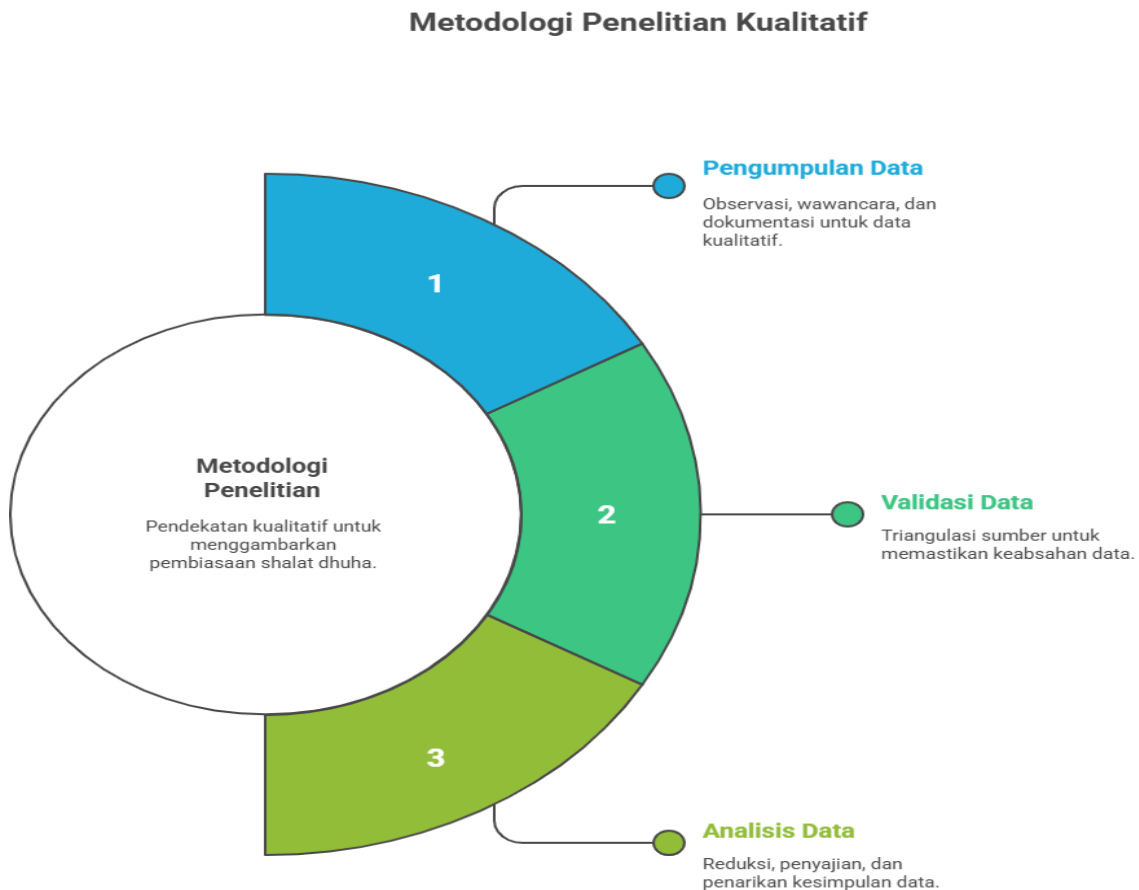 Metodologi Penelitian Kualitatif
Pengumpulan Data
Observasi, wawancara, dan
dokumentasi untuk data
kualitatif.
1
Metodologi
Penelitian
Pendekatan kualitatif untuk
menggambarkan
pembiasaan shalat dhuha.
2
Validasi Data
Triangulasi sumber untuk
memastikan keabsahan data.
3
Analisis Data
Reduksi, penyajian, dan
penarikan kesimpulan data.